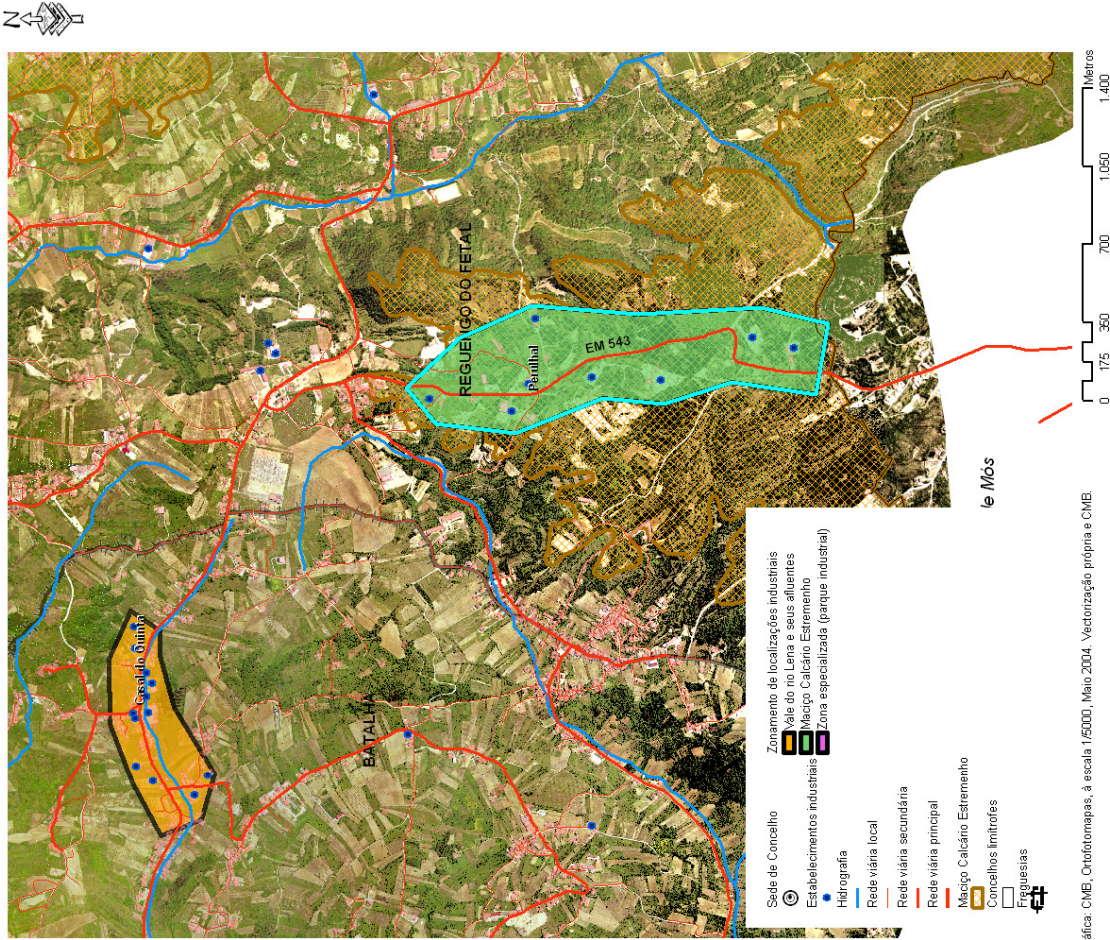 N
REGUENGO DO FETAL
Perulhal
EM 543
Casal do Quinta
BATALHA
le Mós
Sede de Concelho
Estabelecimentos industriais
Hidrografia
Rede viária local
Rede viária secundária
Rede viária principal
Maciço Calcário Estremenho
Concelhos limítrofes
Freguesias
Zonamento de localizações industriais
Vale do rio Lena e seus afluentes
Maciço Calcário Estremenho
Zona especializada (parque industrial)
0 175 350 700 1.050 1.400
Metros
áfica: CMB, Ortofotomapas, à escala 1/5000, Maio 2004. Vectorização própria e CMB.